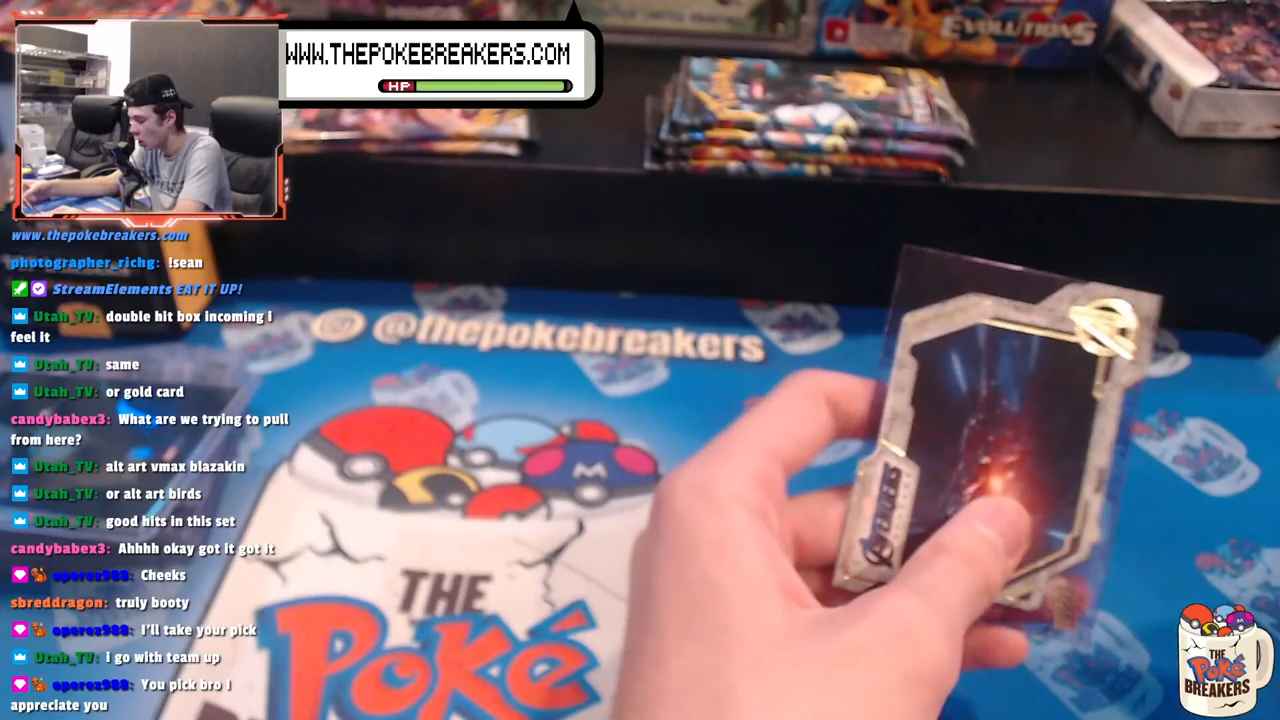 WWW.THEPOKEBREAKERS.COM
HP
EVOLUTIONS
www.thepokebreakers.com
photographer_richg: !sean
StreamElements EAT IT UP!
Utah_TV: double hit box incoming i
feel it
Utah_TV: same
Utah_TV: or gold card
candybabex3: What are we trying to pull
from here?
Utah_TV: alt art vmax blazakin
Utah_TV: or alt art birds
Utah_TV: good hits in this set
candybabex3: Ahhhh okay got it got it
operez988: Cheeks
sbreddragon: truly booty
operez988: I'll take your pick
Utah_TV: i go with team up
operez988: You pick bro I
appreciate you
@thepokebreakers
M
THE
POKÉ
AVENGERS
THE
POKÉ
BREAKERS